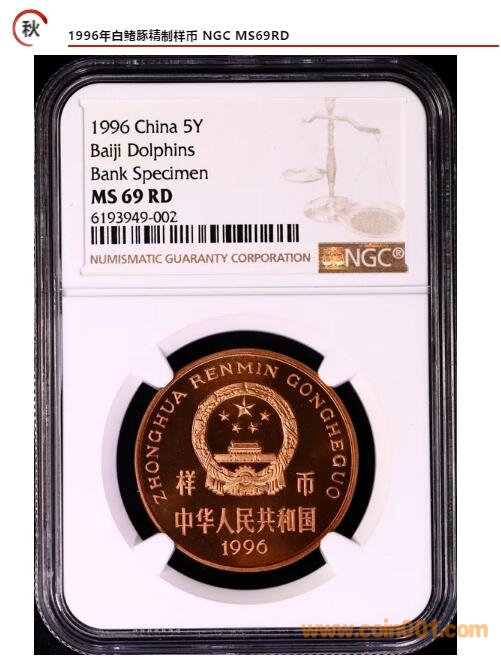 秋
1996年白鳍豚精制样币 NGC MS69RD
1996 China 5Y
Baiji Dolphins
Bank Specimen
MS 69 RD
6193949-002
NUMISMATIC GUARANTY CORPORATION
NGC®
ZHONGHUA RENMIN GONGHEGUO
样 币
中华人民共和国
1996
www.coin001.com